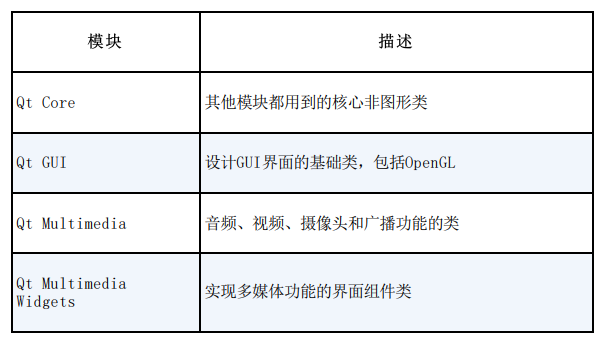 模块
描述
Qt Core
其他模块都用到的核心非图形类
Qt GUI
设计GUI界面的基础类，包括OpenGL
Qt Multimedia
音频、视频、摄像头和广播功能的类
Qt Multimedia
Widgets
实现多媒体功能的界面组件类